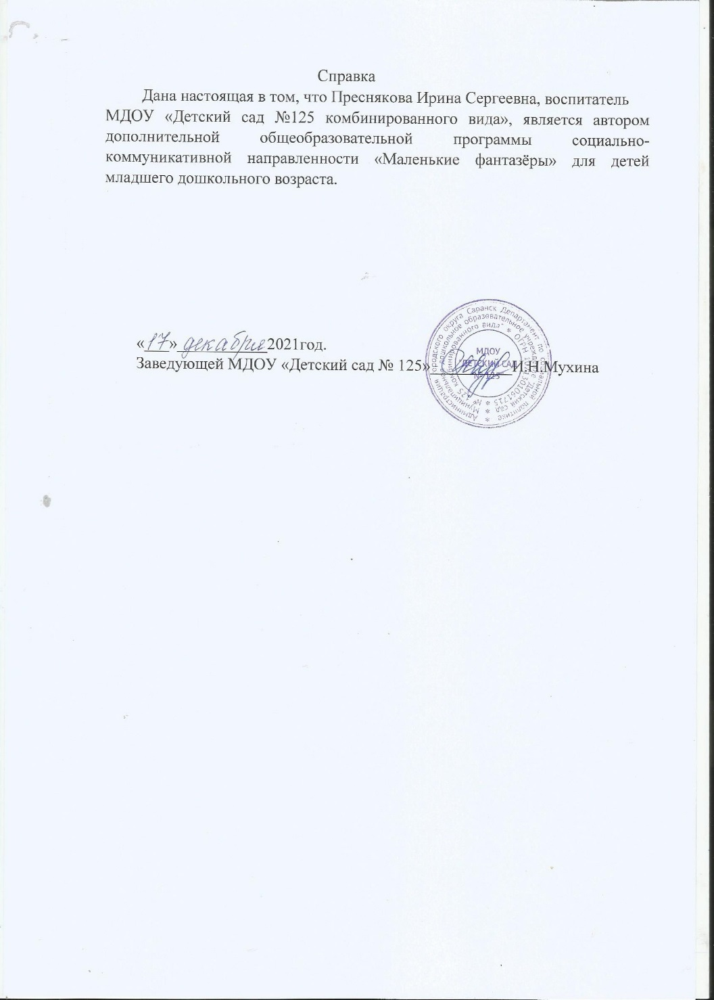 Справка
Дана настоящая в том, что Преснякова Ирина Сергеевна, воспитатель
МДОУ «Детский сад №125 комбинированного вида», является автором
дополнительной общеобразовательной программы социально-
коммуникативной направленности «Маленькие фантазёры» для детей
младшего дошкольного возраста.
«17» декабря 2021год.
Заведующей МДОУ «Детский сад № 125»____________И.Н.Мухина
Администрация городского округа Саранск Департамент по социальной политике *
Муниципальное дошкольное образовательное учреждение "Детский сад *
№ 125 комбинированного вида" * ОГРН
МДОУ
ДЕТСКИЙ САД
№ 125